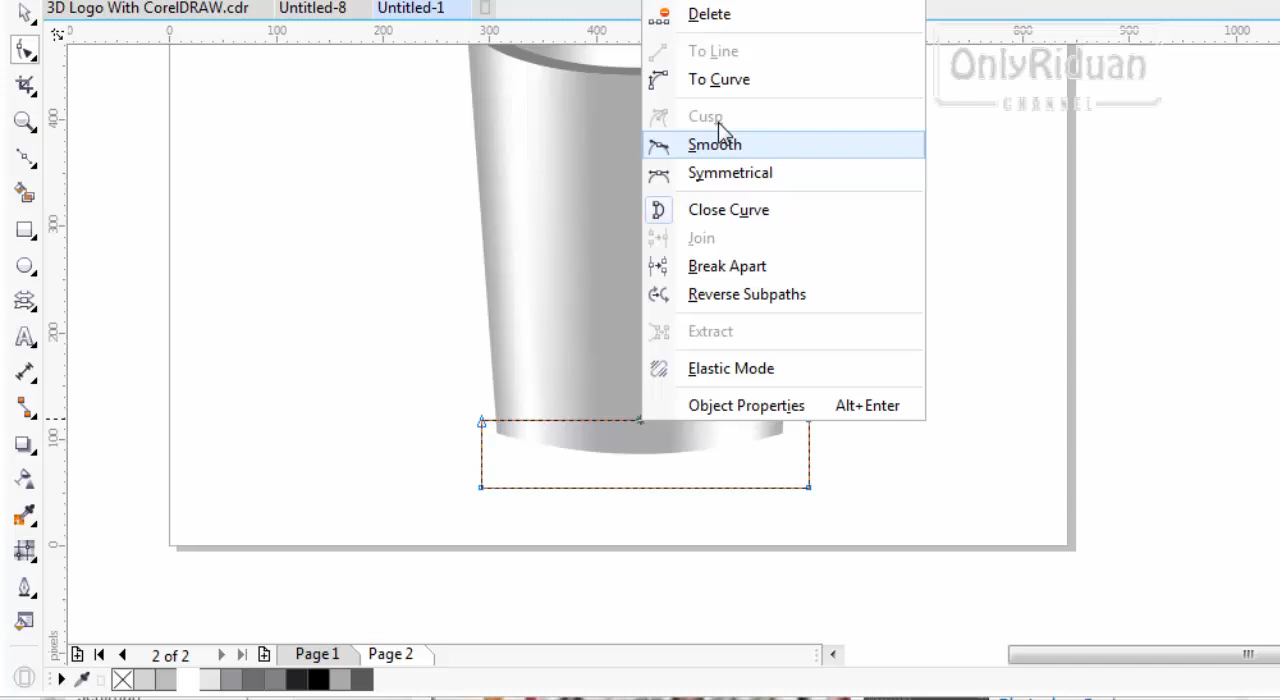 3D Logo With CorelDRAW.cdr Untitled-8 Untitled-1
0 100 200 300 400 800 900 1000
OnlyRiduan
CHANNEL
Delete
To Line
To Curve
Cusp
Smooth
Symmetrical
Close Curve
Join
Break Apart
Reverse Subpaths
Extract
Elastic Mode
Object Properties Alt+Enter
400
300
200
100
0
pixels
2 of 2 Page 1 Page 2